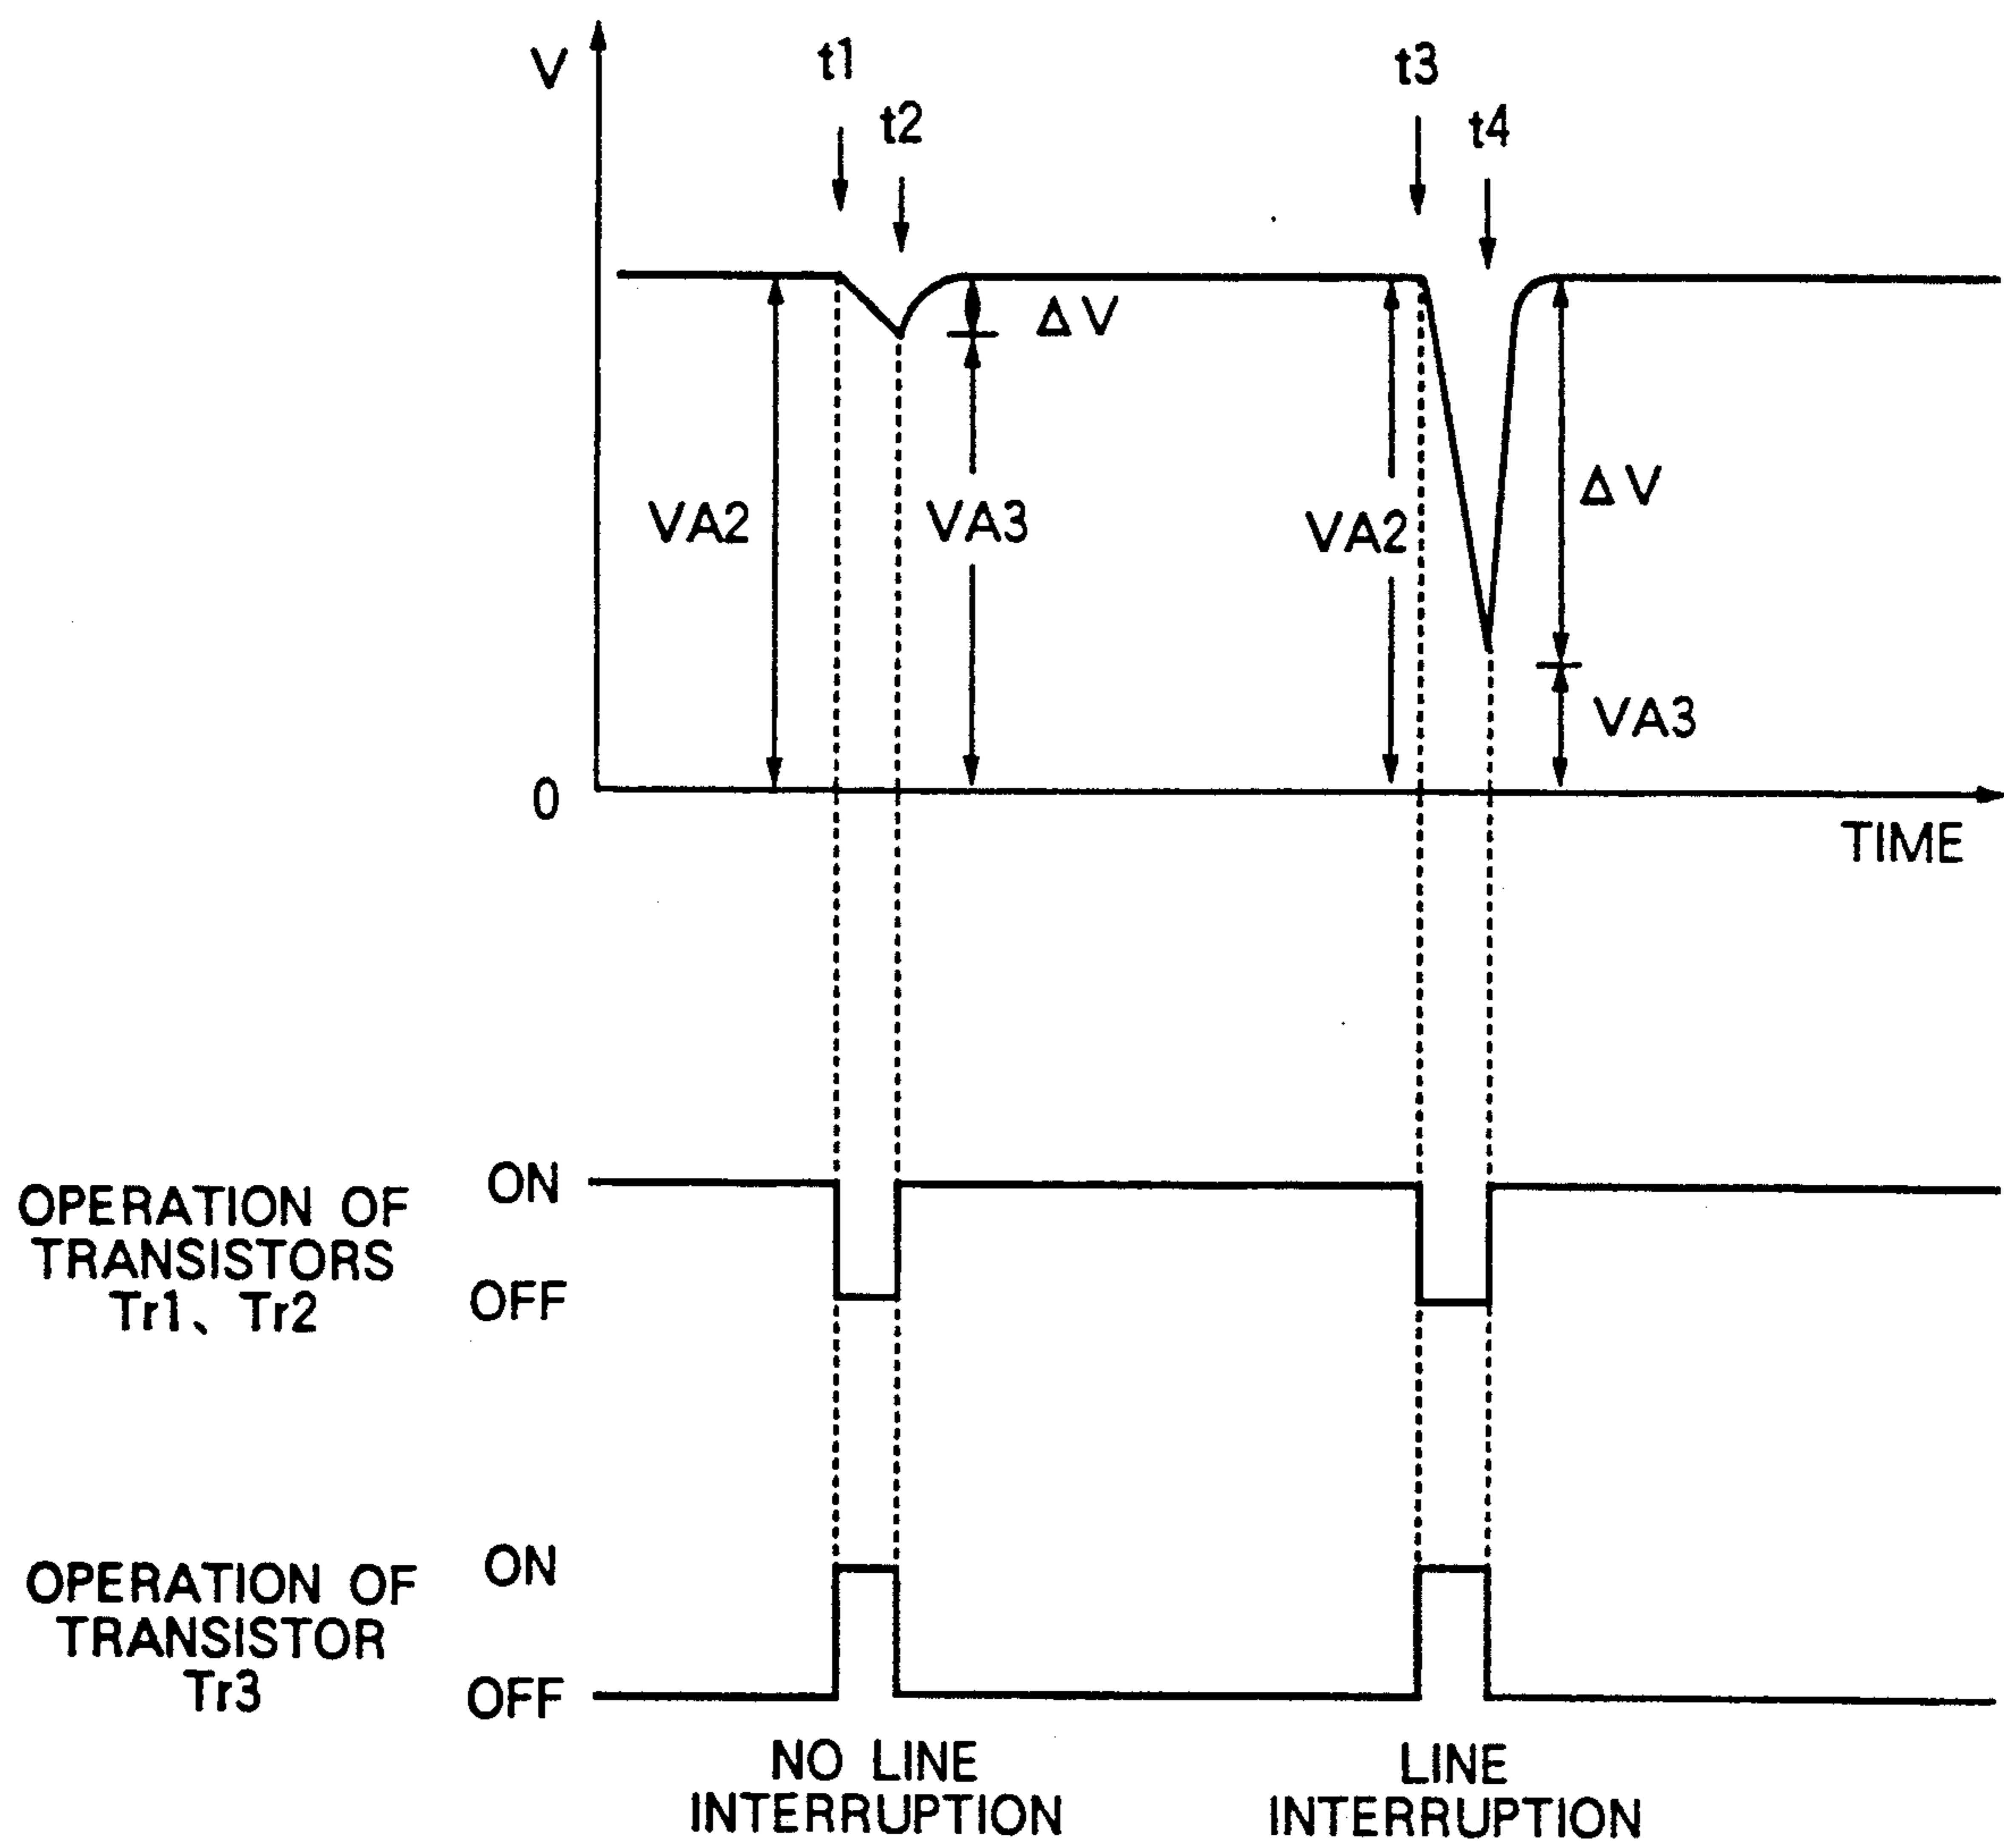 V
t1
t2
t3
t4
ΔV
VA2
VA3
VA2
ΔV
VA3
0
TIME
OPERATION OF
TRANSISTORS
Tr1、Tr2
ON
OFF
OPERATION OF
TRANSISTOR
Tr3
ON
OFF
NO LINE
INTERRUPTION
LINE
INTERRUPTION